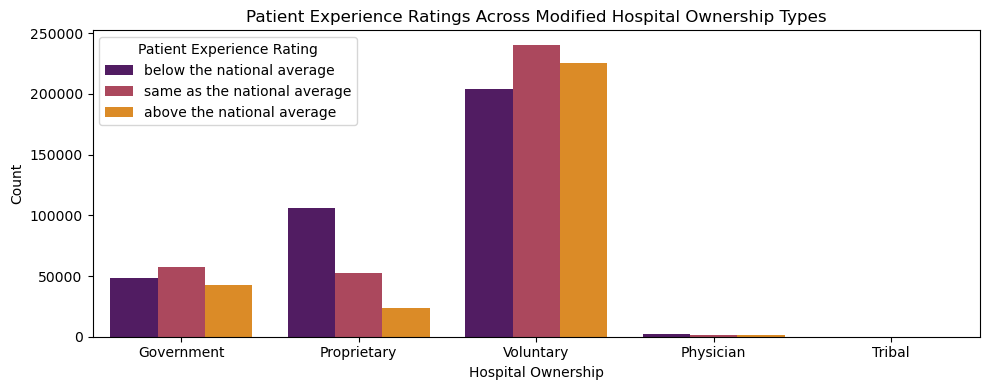 Patient Experience Ratings Across Modified Hospital Ownership Types
Patient Experience Rating
below the national average
same as the national average
above the national average
250000
200000
150000
100000
50000
0
Count
Government Proprietary Voluntary Physician Tribal
Hospital Ownership